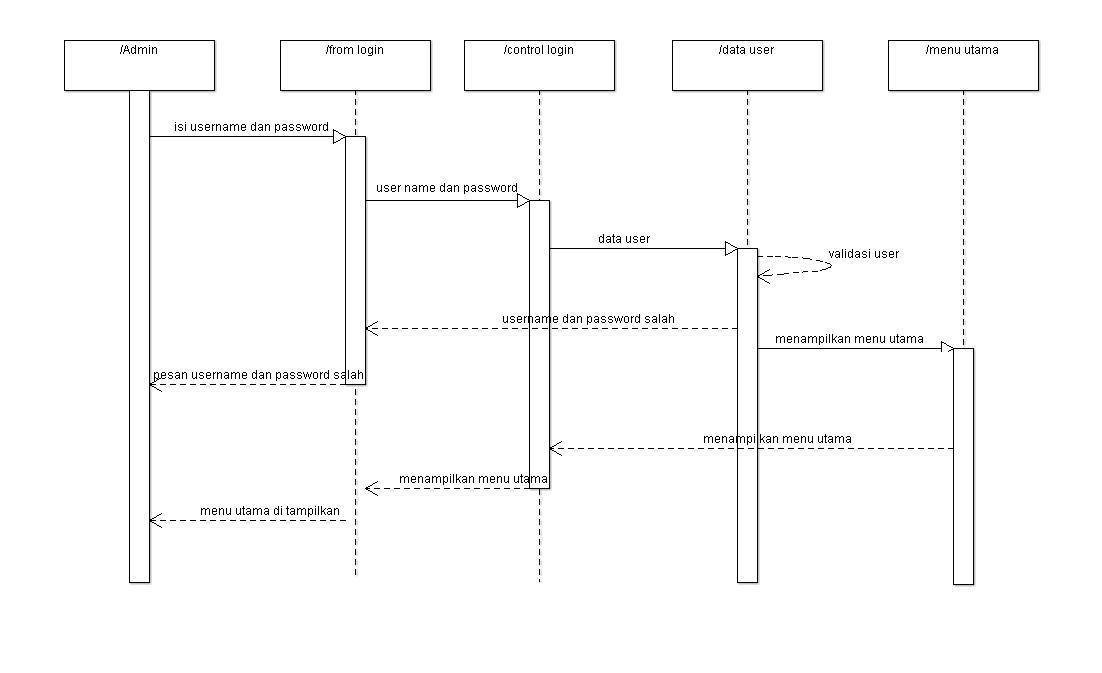 /Admin
/from login
/control login
/data user
/menu utama
isi username dan password
user name dan password
data user
validasi user
username dan password salah
menampilkan menu utama
pesan username dan password salah
menampilkan menu utama
menampilkan menu utama
menu utama di tampilkan